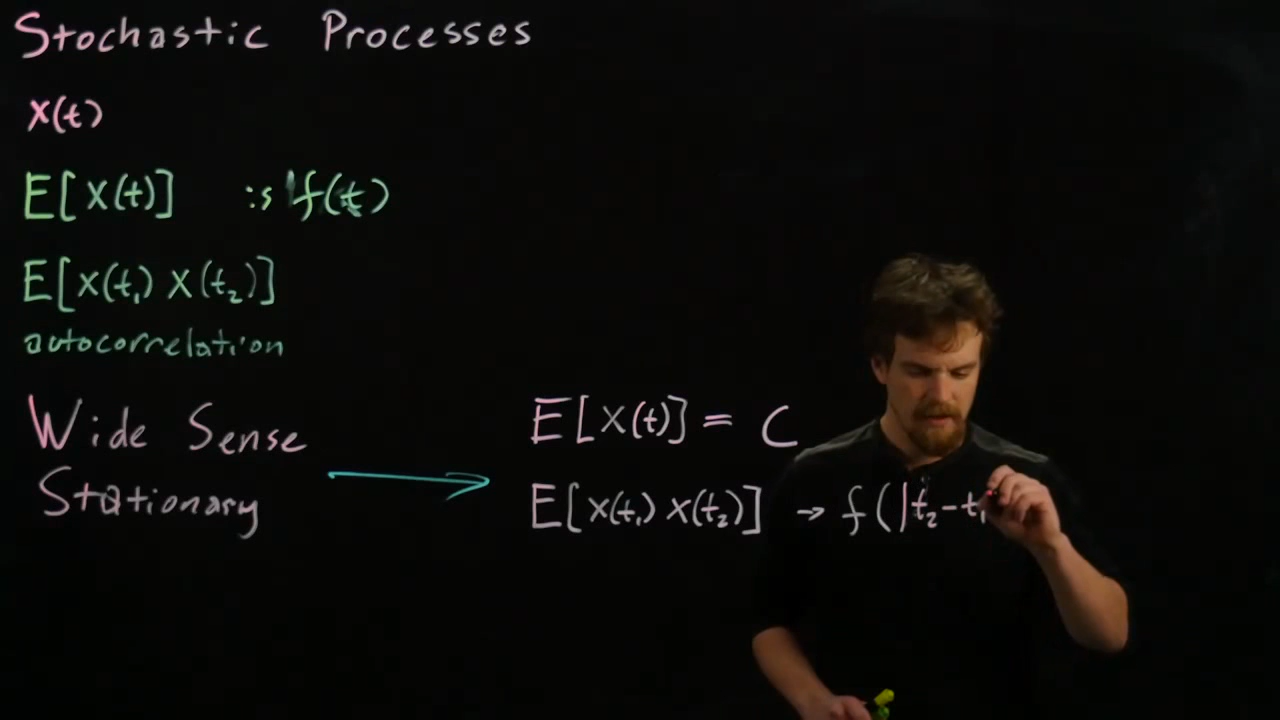 Stochastic Processes
X(t)
E[X(t)] is f(t)
E[X(t₁) X(t₂)]
autocorrelation
Wide Sense
Stationary
E[X(t)] = C
E[X(t₁) X(t₂)] → f(|t₂-t₁